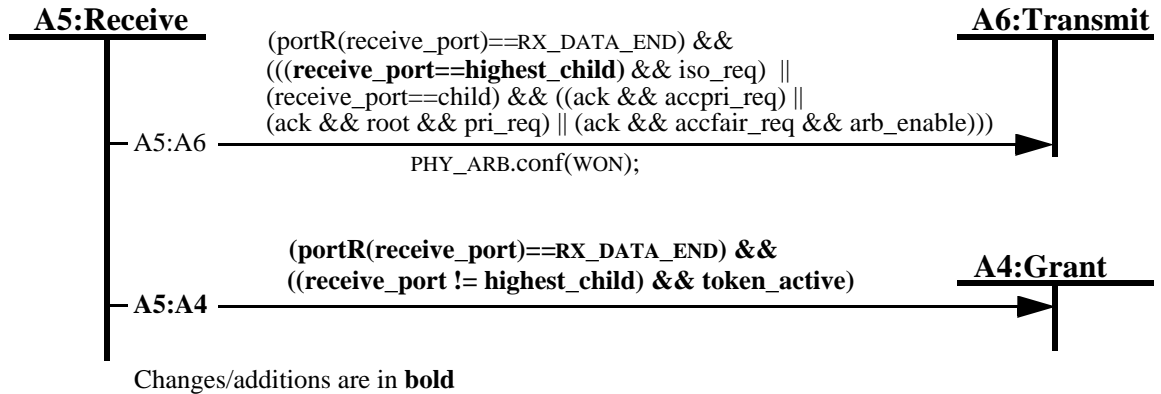 A5:Receive
A6:Transmit
(portR(receive_port)==RX_DATA_END) &&
(((receive_port==highest_child) && iso_req) ||
(receive_port==child) && ((ack && accpri_req) ||
(ack && root && pri_req) || (ack && accfair_req && arb_enable)))
A5:A6
PHY_ARB.conf(WON);
(portR(receive_port)==RX_DATA_END) &&
((receive_port != highest_child) && token_active)
A4:Grant
A5:A4
Changes/additions are in bold